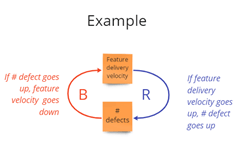 Example
Feature
delivery
velocity
If # defect goes
up, feature
velocity goes
down
B
R
If feature
delivery
velocity goes
up, # defect
goes up
#
defects